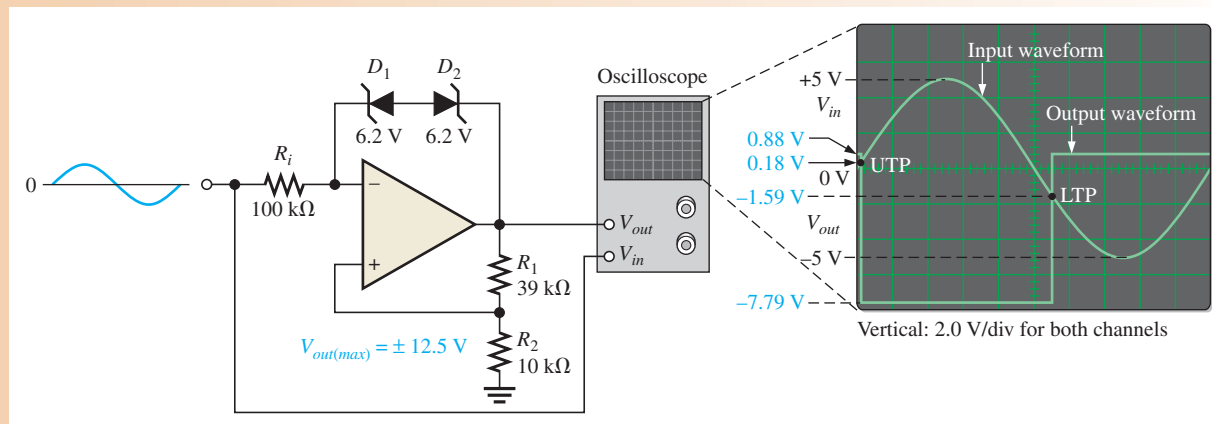 D1
D2
6.2 V
6.2 V
0
Ri
100 kΩ
−
+
Vout(max) = ± 12.5 V
R1
39 kΩ
R2
10 kΩ
Oscilloscope
Vout
Vin
Input waveform
Output waveform
+5 V
Vin
0.88 V
0.18 V
UTP
0 V
−1.59 V
LTP
Vout
−5 V
−7.79 V
Vertical: 2.0 V/div for both channels